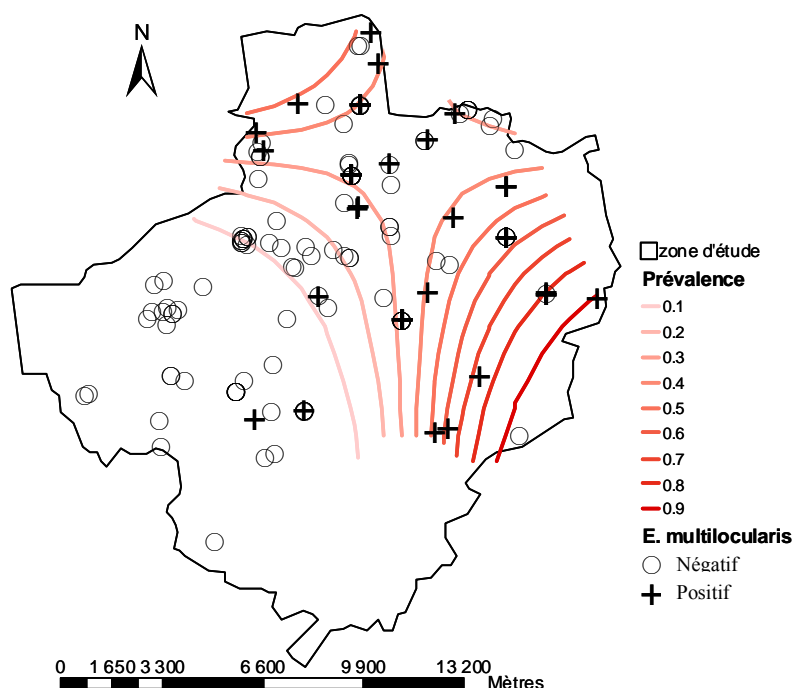 N
zone d'étude
Prévalence
0.1
0.2
0.3
0.4
0.5
0.6
0.7
0.8
0.9
E. multilocularis
Négatif
Positif
0 1 650 3 300 6 600 9 900 13 200
Mètres